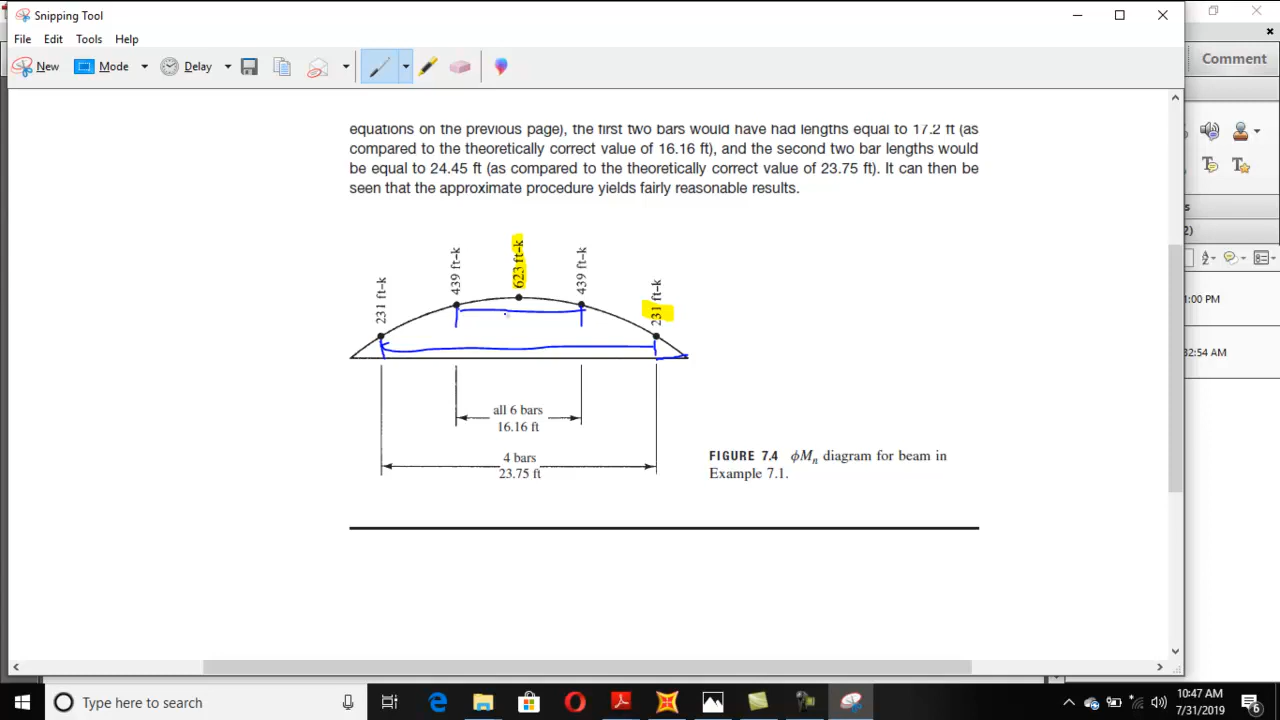 Snipping Tool
File Edit Tools Help
New Mode Delay
Comment
equations on the previous page), the first two bars would have had lengths equal to 17.2 ft (as
compared to the theoretically correct value of 16.16 ft), and the second two bar lengths would
be equal to 24.45 ft (as compared to the theoretically correct value of 23.75 ft). It can then be
seen that the approximate procedure yields fairly reasonable results.
231 ft–k
439 ft–k
623 ft–k
439 ft–k
231 ft–k
all 6 bars
16.16 ft
4 bars
23.75 ft
FIGURE 7.4 ϕMn diagram for beam in
Example 7.1.
T
T
s
2)
1:00 PM
32:54 AM
Type here to search
10:47 AM
7/31/2019
6